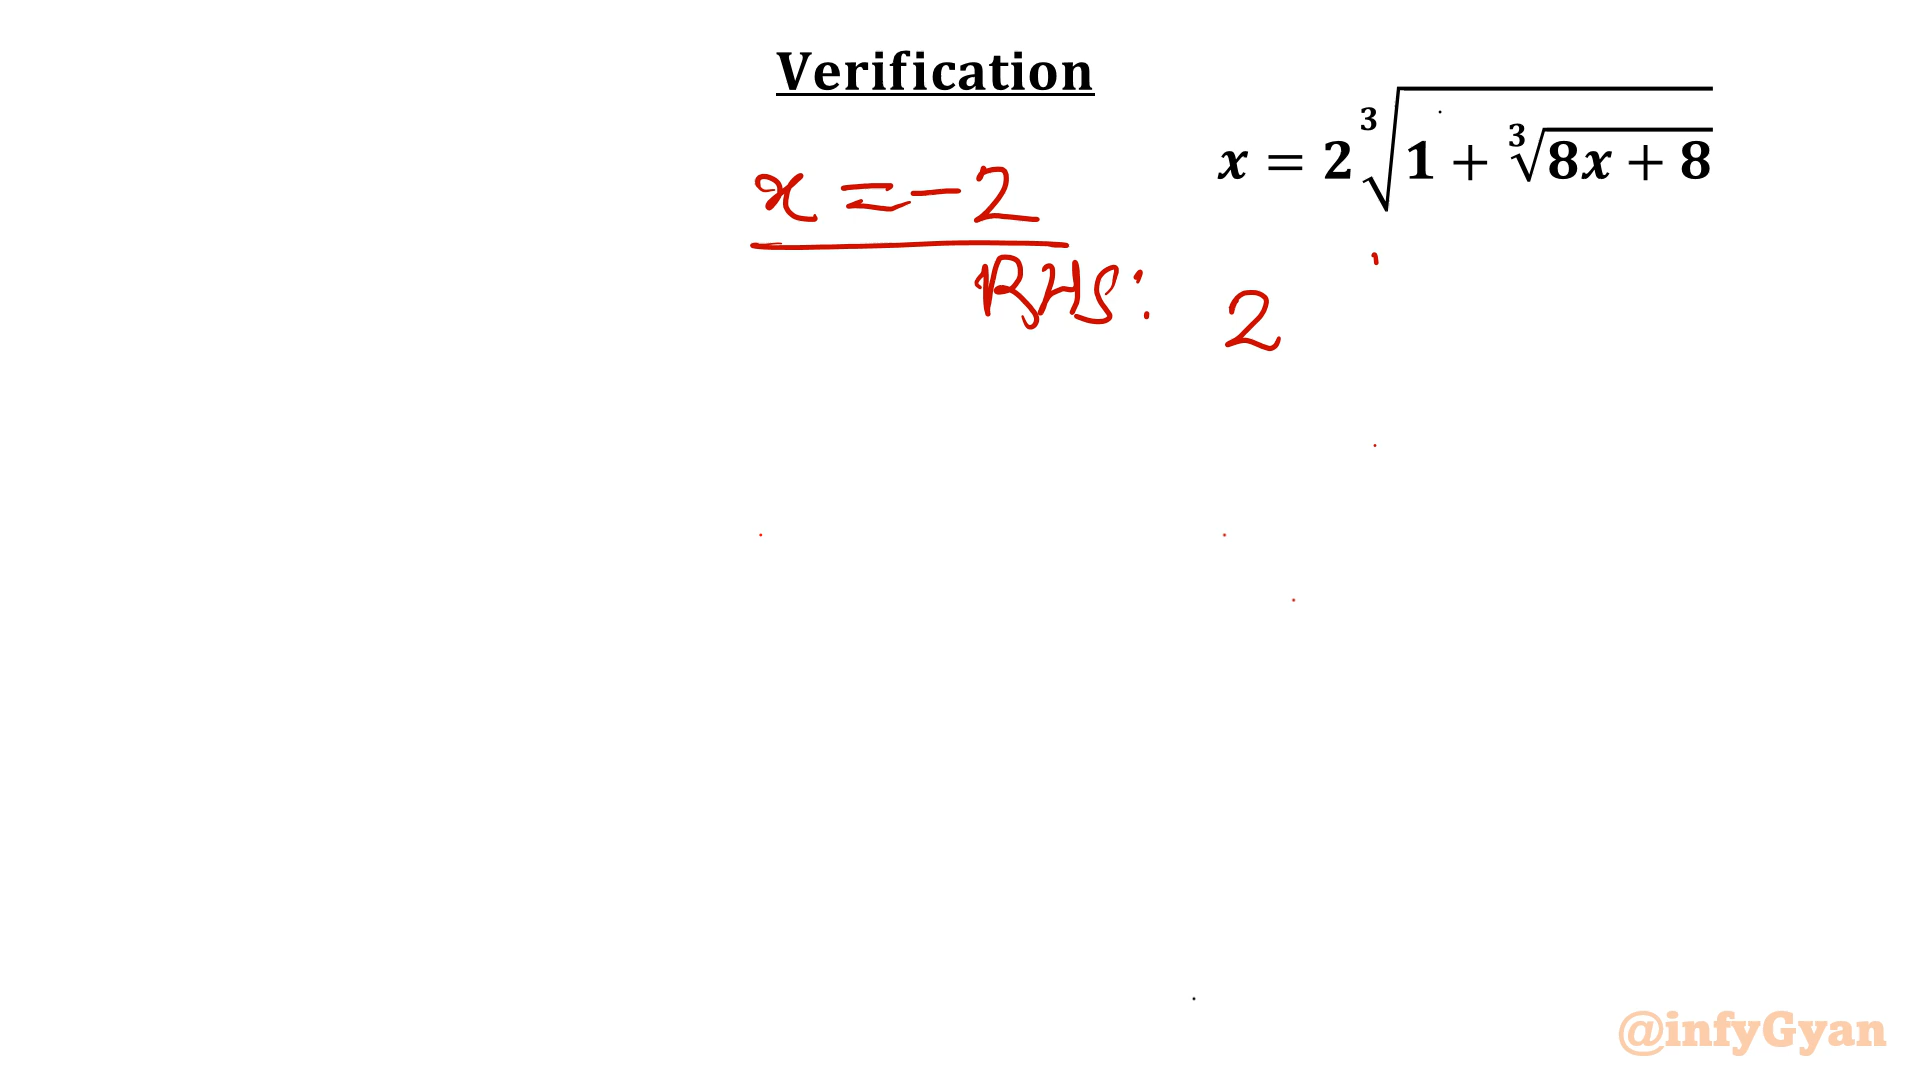 Verification
x = 2∛(1 + ∛(8x + 8))
x = -2
RHS: 2
@infyGyan